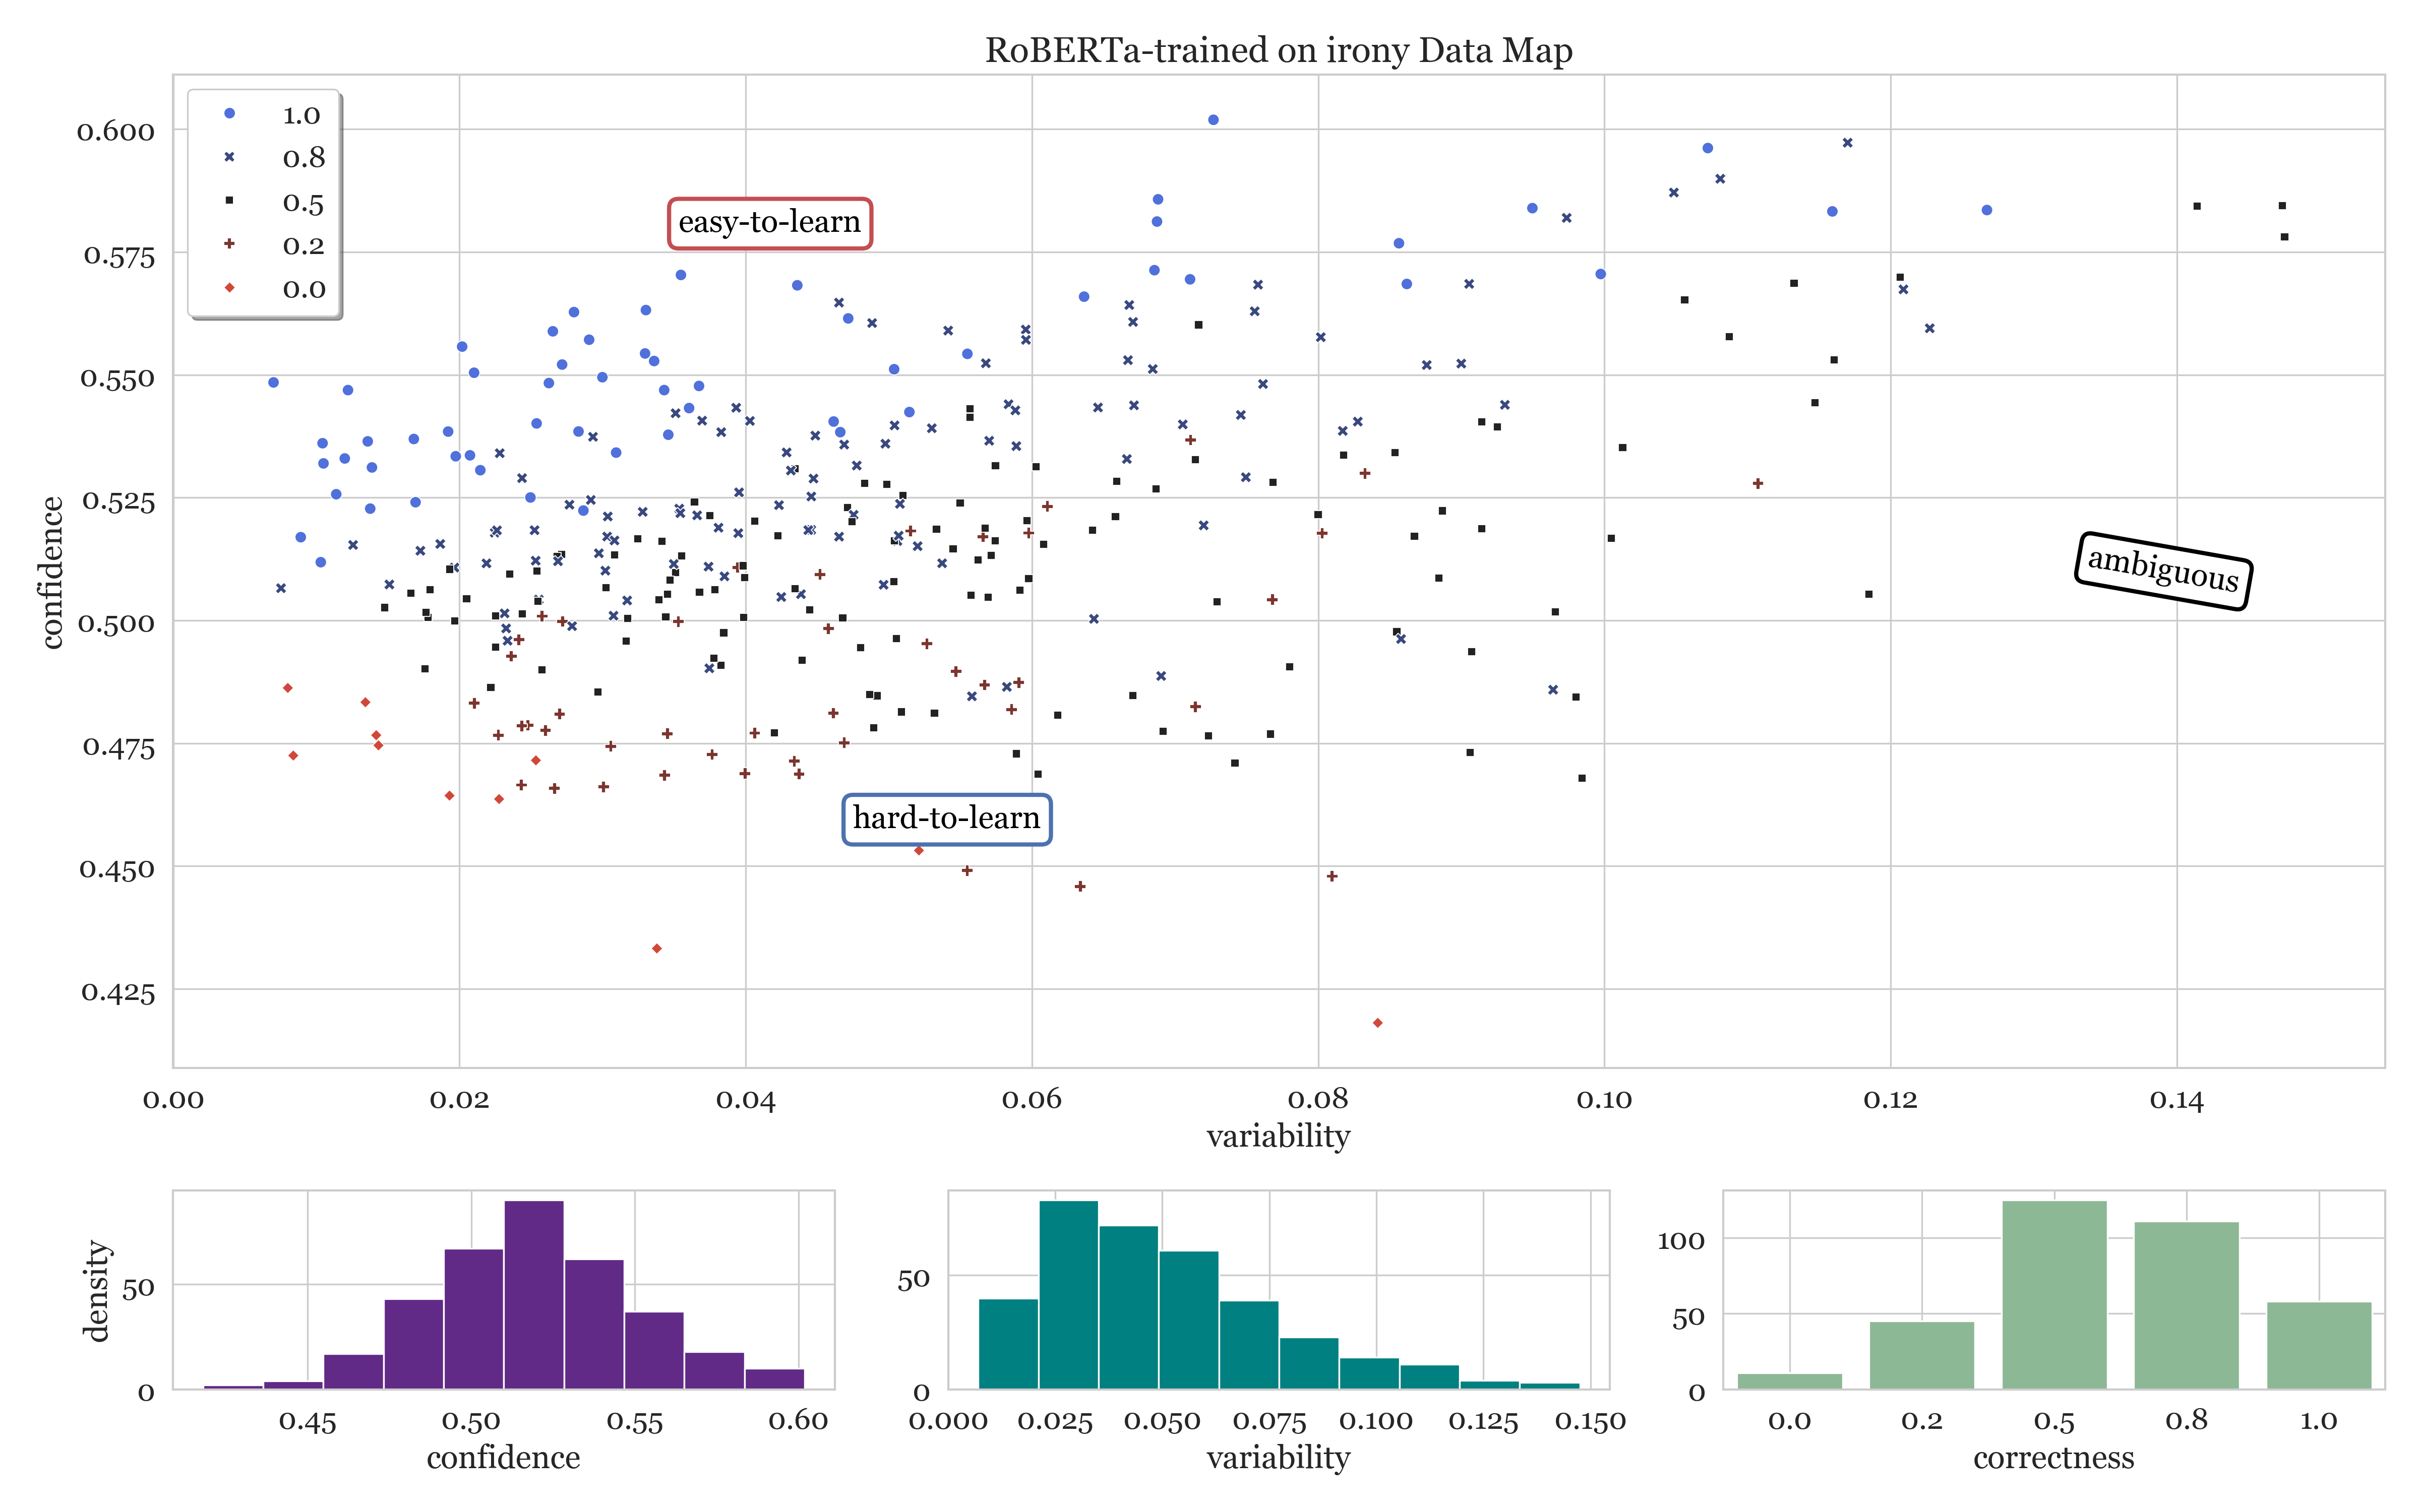 RoBERTa-trained on irony Data Map
1.0
0.8
0.5
0.2
0.0
easy-to-learn
ambiguous
hard-to-learn
confidence
0.600
0.575
0.550
0.525
0.500
0.475
0.450
0.425
0.00 0.02 0.04 0.06 0.08 0.10 0.12 0.14
variability
density
50
0
0.45 0.50 0.55 0.60
confidence
50
0
0.000 0.025 0.050 0.075 0.100 0.125 0.150
variability
100
50
0
0.0 0.2 0.5 0.8 1.0
correctness